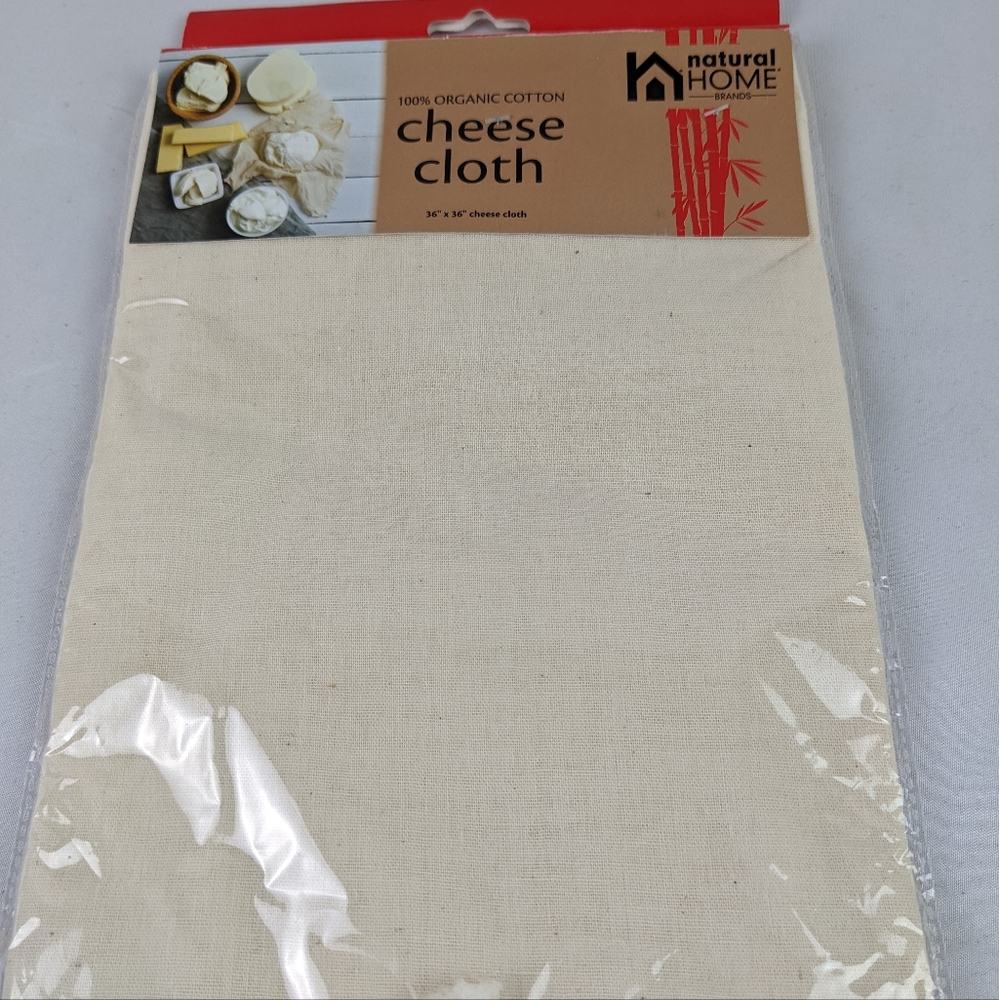 100% ORGANIC COTTON
cheese
cloth
36" x 36" cheese cloth
natural
HOME
BRANDS